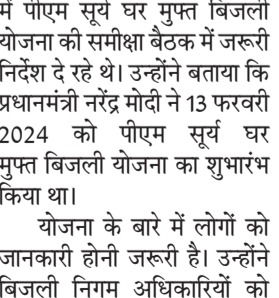 में पीएम सूर्य घर मुफ्त बिजली
योजना की समीक्षा बैठक में जरूरी
निर्देश दे रहे थे। उन्होंने बताया कि
प्रधानमंत्री नरेंद्र मोदी ने 13 फरवरी
2024 को पीएम सूर्य घर
मुफ्त बिजली योजना का शुभारंभ
किया था।
योजना के बारे में लोगों को
जानकारी होनी जरूरी है। उन्होंने
बिजली निगम अधिकारियों को